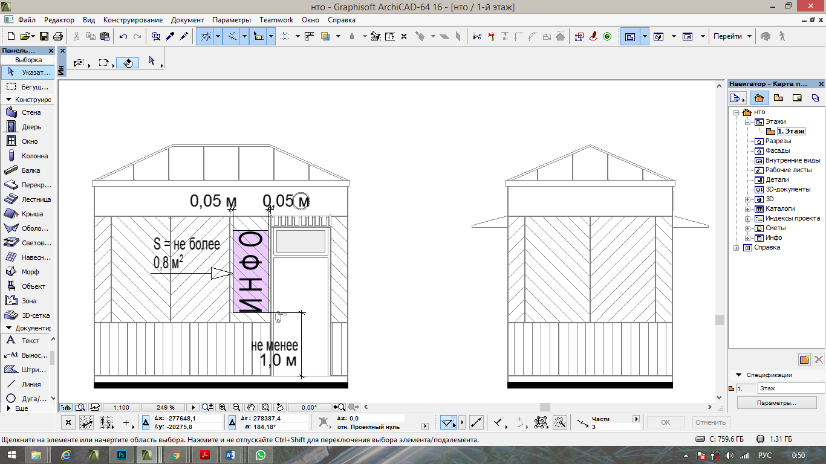 нто - Graphisoft ArchiCAD-64 16 - [нто / 1-й этаж]
Файл Редактор Вид Конструирование Документ Параметры Teamwork Окно Справка
Перейти
Панель...
Выборка
Указат...
Бегущ...
Конструиро
Стена
Дверь
Окно
Колонна
Балка
Перекр...
Лестница
Крыша
Оболо...
Светов...
Навесн...
Морф
Объект
Зона
3D-сетка
Документир
Текст
Вынос...
Штри...
Линия
Дуга/...
Еще
0,05 м 0,05 м
S = не более
0,8 м²
ИНФО
не менее
1,0 м
Навигатор - Карта п...
нто
Этажи
1. Этаж
Разрезы
Фасады
Внутренние виды
Рабочие листы
Детали
3D-документы
3D
Каталоги
Индексы проекта
Сметы
Инфо
Справка
Спецификации
1. Этаж
Параметры...
1:100 249 % 0,00°
Δx: -277648,1 Δr: 278387,4 Δz: 0,0
Δy: -20275,8 α: 184,18° отн. Проектный нуль
Части
3
ОК Отменить
Щелкните на элементе или начертите область выбора. Нажмите и не отпускайте Ctrl+Shift для переключения выбора элемента/подэлемента.
C: 759.6 ГБ 1.31 ГБ
РУС 0:50